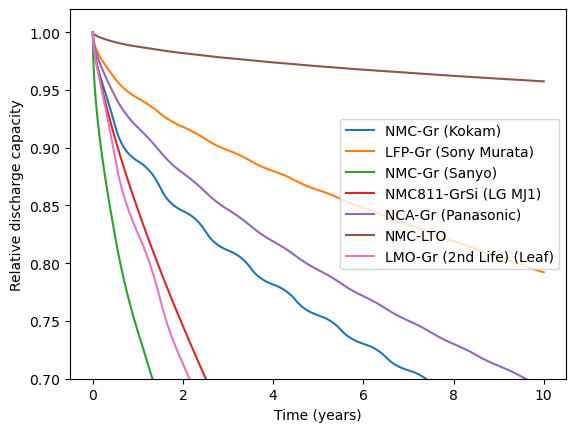 1.00
0.95
0.90
0.85
0.80
0.75
0.70
Relative discharge capacity
NMC-Gr (Kokam)
LFP-Gr (Sony Murata)
NMC-Gr (Sanyo)
NMC811-GrSi (LG MJ1)
NCA-Gr (Panasonic)
NMC-LTO
LMO-Gr (2nd Life) (Leaf)
0 2 4 6 8 10
Time (years)